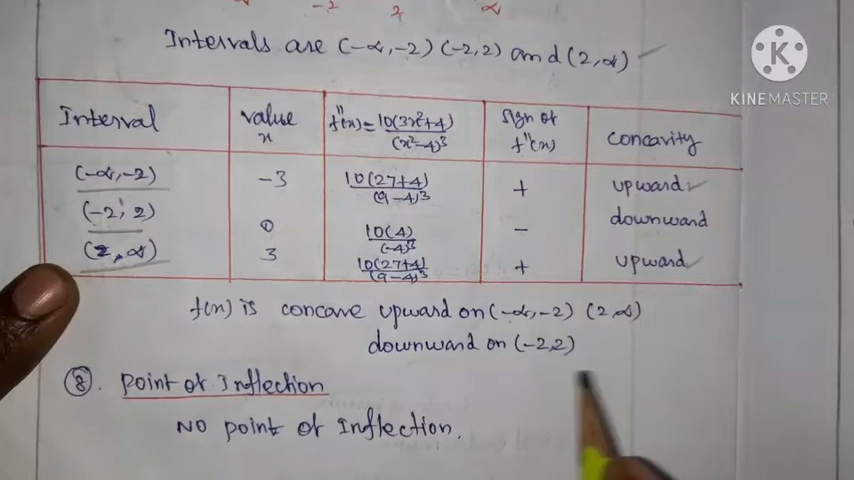 -2 2 α
Intervals are (-α,-2) (-2,2) and (2,α)
KINEMASTER
Interval value x f''(x) = 10(3x²+4)/(x²-4)³ sign of f''(x) concavity
(-α,-2) -3 10(27+4)/(9-4)³ + upward
(-2,2) 0 10(4)/(-4)³ - downward
(2,α) 3 10(27+4)/(9-4)³ + upward
f(x) is concave upward on (-α,-2) (2,α)
downward on (-2,2)
⑧. Point of Inflection
No point of Inflection.